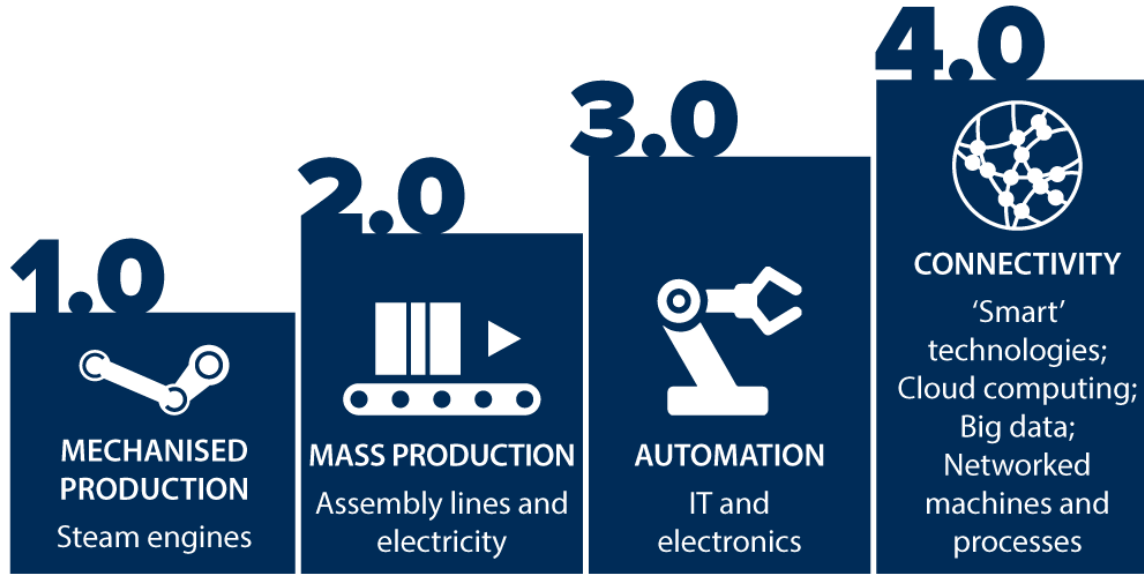 1.0
MECHANISED
PRODUCTION
Steam engines
2.0
MASS PRODUCTION
Assembly lines and
electricity
3.0
AUTOMATION
IT and
electronics
4.0
CONNECTIVITY
‘Smart’
technologies;
Cloud computing;
Big data;
Networked
machines and
processes